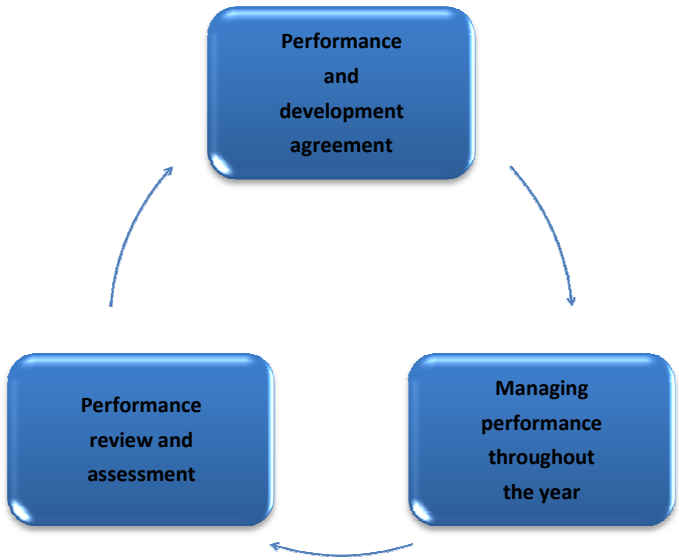 Performance
and
development
agreement
Managing
performance
throughout
the year
Performance
review and
assessment